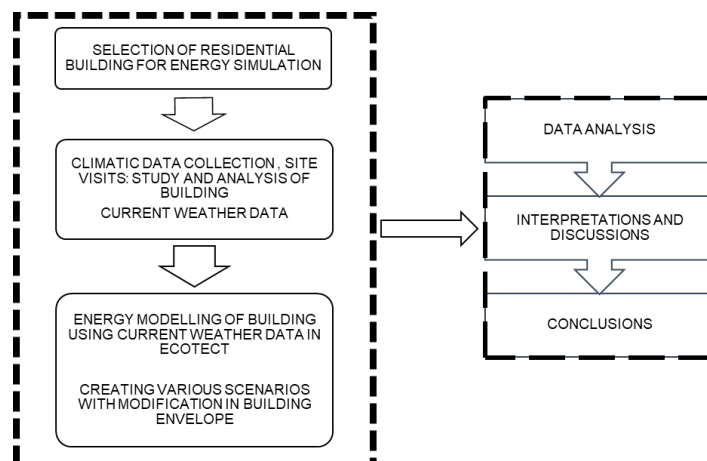 SELECTION OF RESIDENTIAL
BUILDING FOR ENERGY SIMULATION
CLIMATIC DATA COLLECTION , SITE
VISITS: STUDY AND ANALYSIS OF
BUILDING
CURRENT WEATHER DATA
ENERGY MODELLING OF BUILDING
USING CURRENT WEATHER DATA IN
ECOTECT
CREATING VARIOUS SCENARIOS
WITH MODIFICATION IN BUILDING
ENVELOPE
DATA ANALYSIS
INTERPRETATIONS AND
DISCUSSIONS
CONCLUSIONS